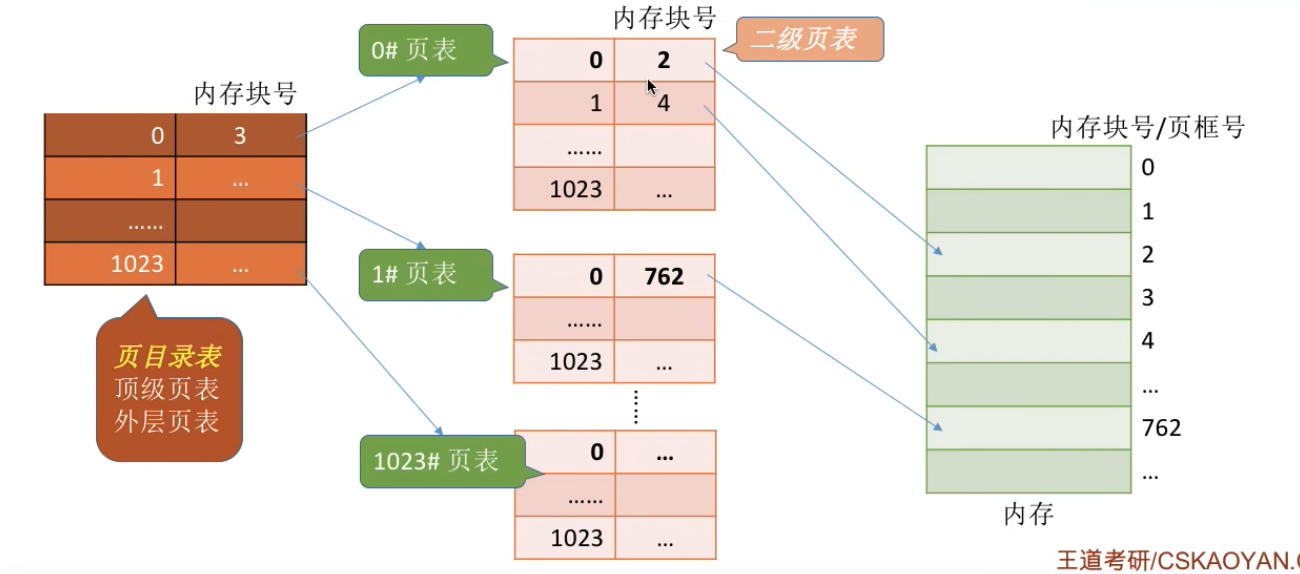 内存块号
0 3
1 ...
……
1023 ...
页目录表
顶级页表
外层页表
0# 页表
内存块号
0 2
1 4
……
1023 ...
二级页表
1# 页表
0 762
……
1023 ...
1023# 页表
0 ...
……
1023 ...
内存块号/页框号
0
1
2
3
4
...
762
...
内存
王道考研/CSKAOYAN.